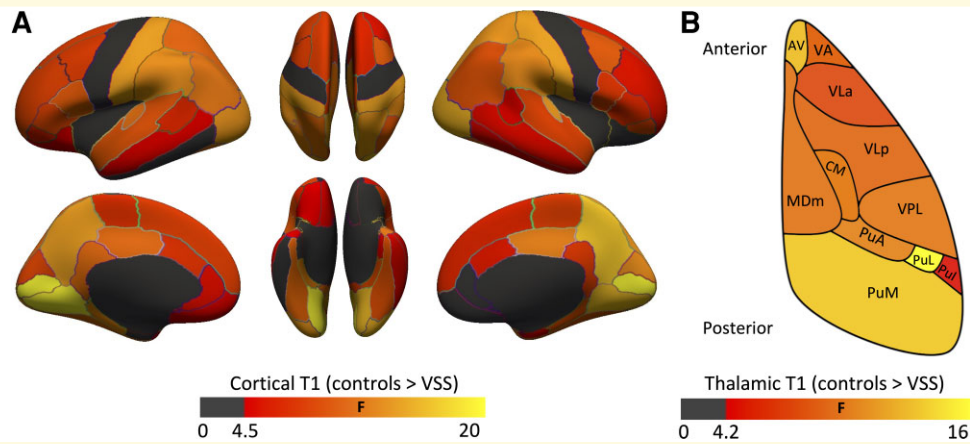 A
B
Anterior
AV
VA
VLa
VLp
CM
MDm
VPL
PuA
PuL
PuI
PuM
Posterior
Cortical T1 (controls > VSS)
F
0 4.5 20
Thalamic T1 (controls > VSS)
F
0 4.2 16